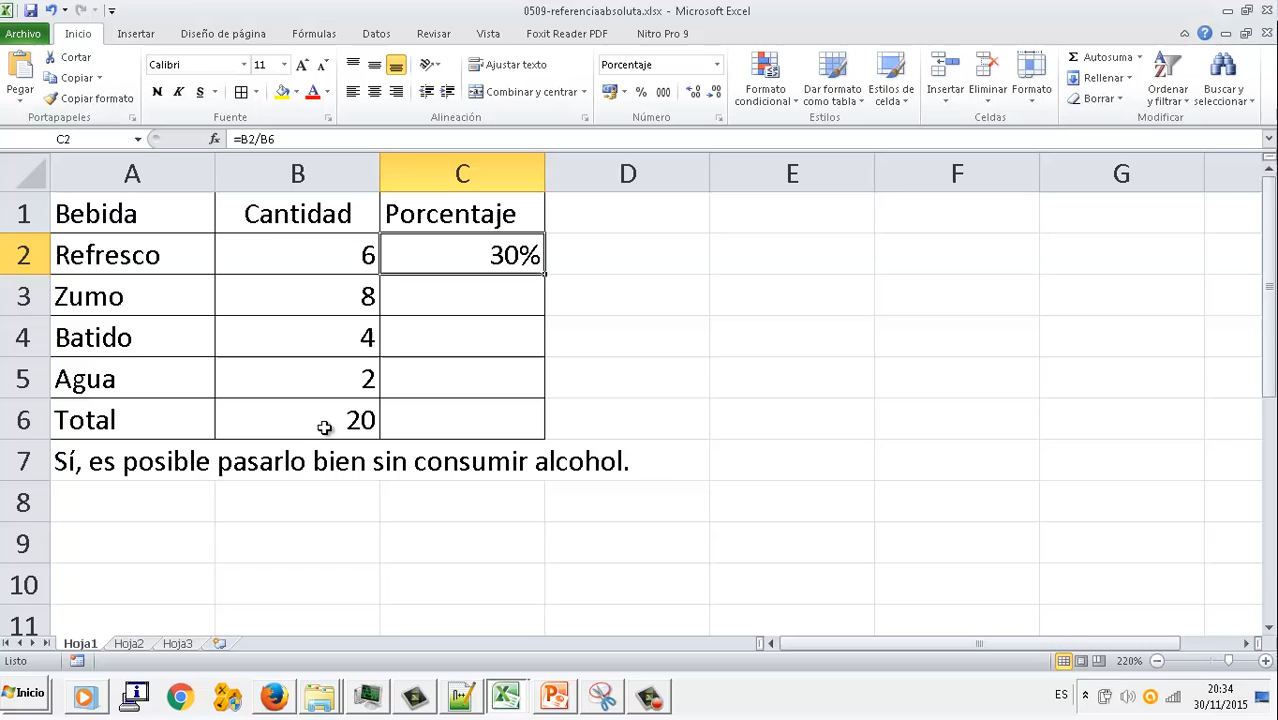 0509-referenciaabsoluta.xlsx - Microsoft Excel
Archivo Inicio Insertar Diseño de página Fórmulas Datos Revisar Vista Foxit Reader PDF Nitro Pro 9
Pegar
Cortar
Copiar
Copiar formato
Portapapeles
Calibri 11
N K S
Fuente
Ajustar texto
Combinar y centrar
Alineación
Porcentaje
% 000
Número
Formato condicional
Dar formato como tabla
Estilos de celda
Estilos
Insertar Eliminar Formato
Celdas
Σ Autosuma
Rellenar
Borrar
Ordenar y filtrar
Buscar y seleccionar
Modificar
C2 fx =B2/B6
A B C D E F G
1 Bebida Cantidad Porcentaje
2 Refresco 6 30%
3 Zumo 8
4 Batido 4
5 Agua 2
6 Total 20
7 Sí, es posible pasarlo bien sin consumir alcohol.
8
9
10
11
Hoja1 Hoja2 Hoja3
Listo 220%
Inicio ES 20:34
30/11/2015